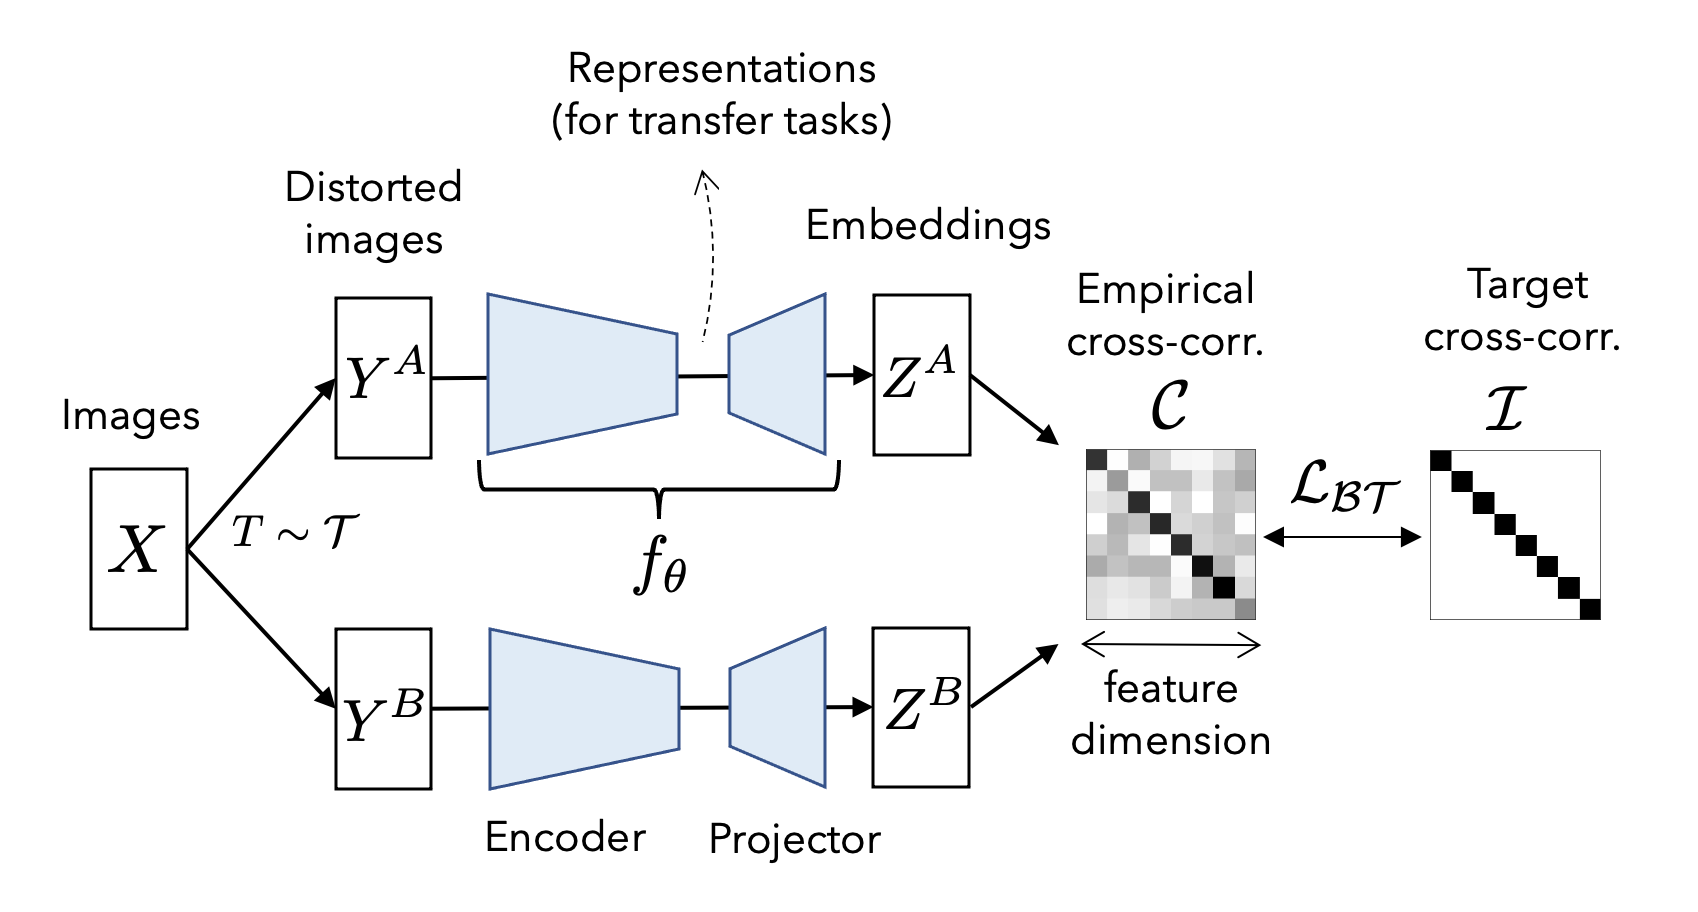 Representations
(for transfer tasks)
Distorted
images
Embeddings
Empirical
cross-corr.
Target
cross-corr.
Images
Y^A
Z^A
𝒞
ℐ
X
T ∼ 𝒯
f_θ
ℒ_ℬ𝒯
Y^B
Z^B
feature
dimension
Encoder
Projector